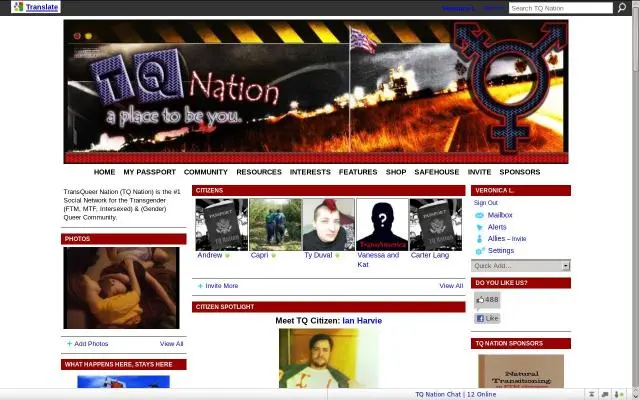 Translate
Search TQ Nation
TQ Nation
a place to be you.
HOME MY PASSPORT COMMUNITY RESOURCES INTERESTS FEATURES SHOP SAFEHOUSE INVITE SPONSORS
TransQueer Nation (TQ Nation) is the #1
Social Network for the Transgender
(FTM, MTF, Intersexed) & (Gender)
Queer Community.
PHOTOS
Add Photos View All
WHAT HAPPENS HERE, STAYS HERE
CITIZENS
PASSPORT
PASSPORT
TransAmerica
Andrew Capri Ty Duval Vanessa and Carter Lang
Kat
Invite More View All
CITIZEN SPOTLIGHT
Meet TQ Citizen: Ian Harvie
VERONICA L.
Sign Out
Mailbox
Alerts
Allies – Invite
Settings
Quick Add...
DO YOU LIKE US?
488
Like
TQ NATION SPONSORS
Natural
Transitioning:
TQ Nation Chat | 12 Online